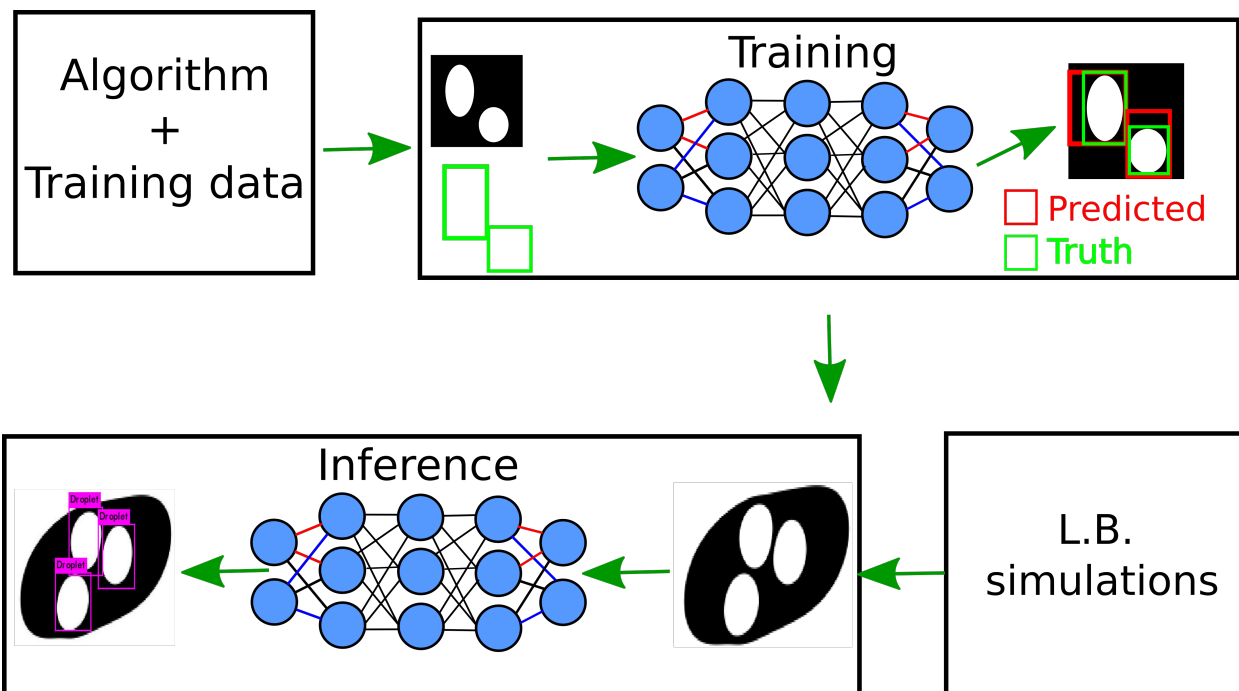 Algorithm
+
Training data
Training
Predicted
Truth
Inference
Droplet
Droplet
Droplet
L.B.
simulations